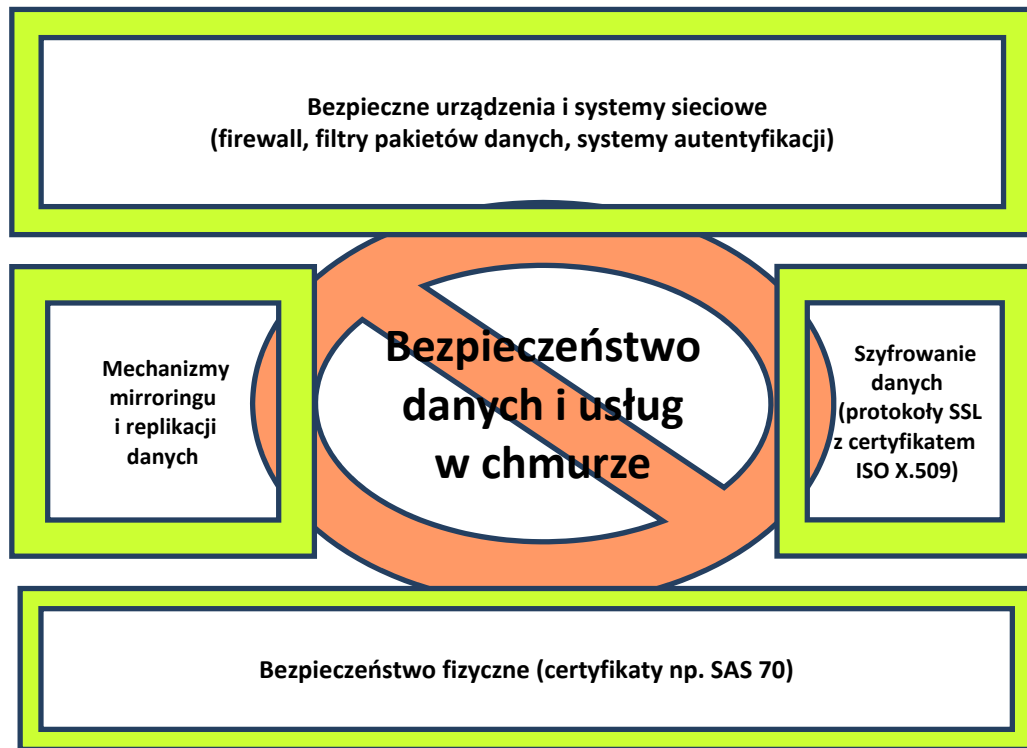 Bezpieczne urządzenia i systemy sieciowe
(firewall, filtry pakietów danych, systemy autentyfikacji)
Mechanizmy
mirroringu
i replikacji
danych
Bezpieczeństwo
danych i usług
w chmurze
Szyfrowanie
danych
(protokoły SSL
z certyfikatem
ISO X.509)
Bezpieczeństwo fizyczne (certyfikaty np. SAS 70)